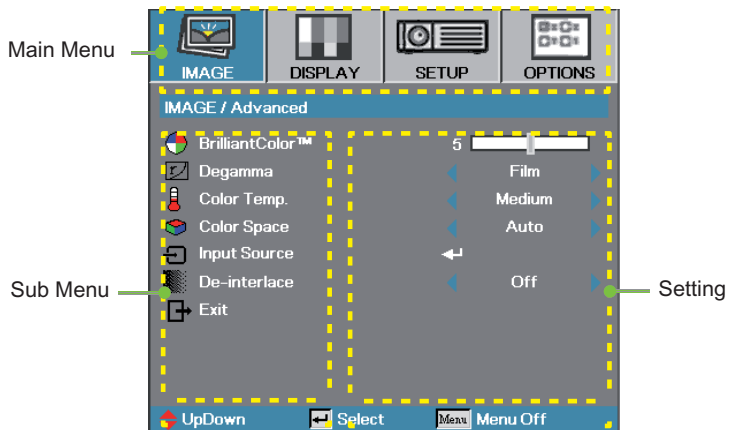 Main Menu
IMAGE DISPLAY SETUP OPTIONS
IMAGE / Advanced
BrilliantColor™ 5
Degamma Film
Color Temp. Medium
Color Space Auto
Input Source
De-interlace Off
Sub Menu
Setting
Exit
UpDown Select Menu Menu Off